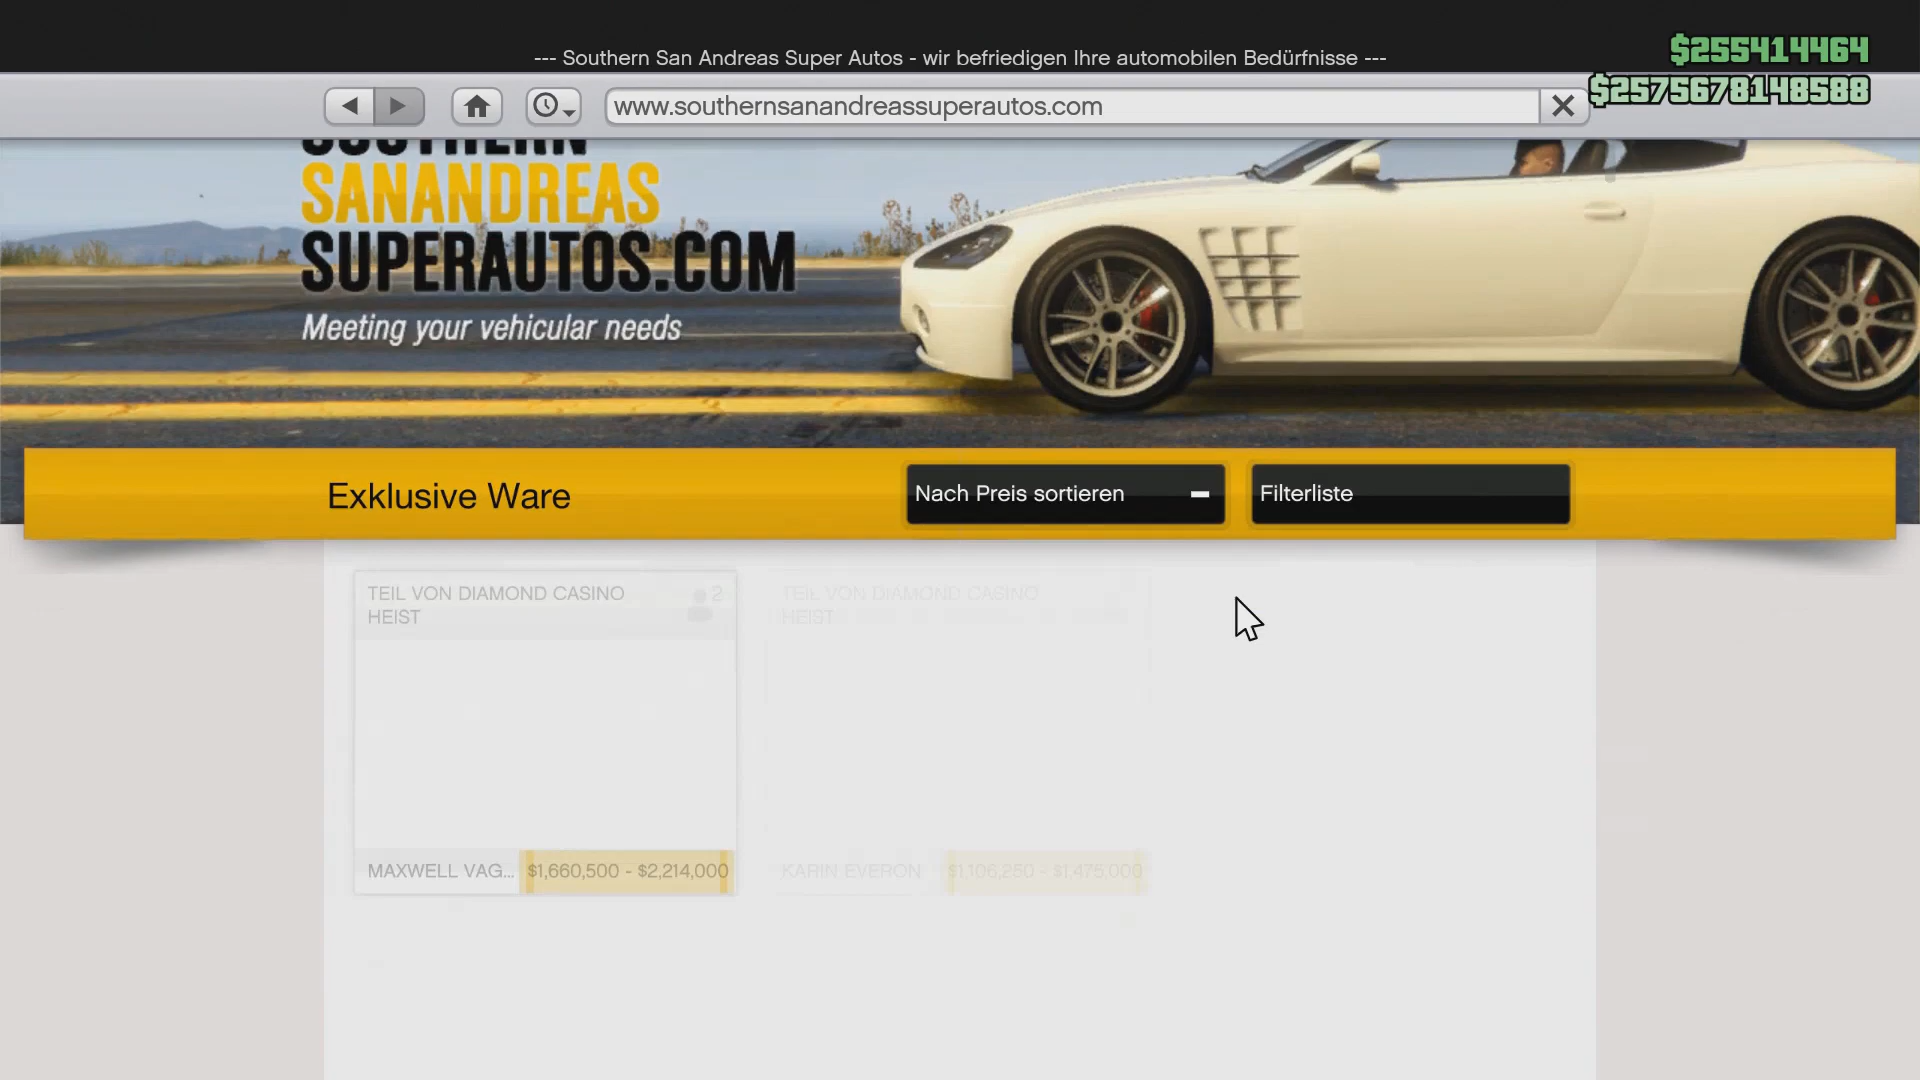 --- Southern San Andreas Super Autos - wir befriedigen Ihre automobilen Bedürfnisse ---
$255414464
$2575678148588
www.southernsanandreassuperautos.com
SOUTHERN
SANANDREAS
SUPERAUTOS.COM
Meeting your vehicular needs
Exklusive Ware
Nach Preis sortieren
Filterliste
TEIL VON DIAMOND CASINO
HEIST
2
TEIL VON DIAMOND CASINO
HEIST
MAXWELL VAG...
$1,660,500 - $2,214,000
KARIN EVERON
$1,106,250 - $1,475,000